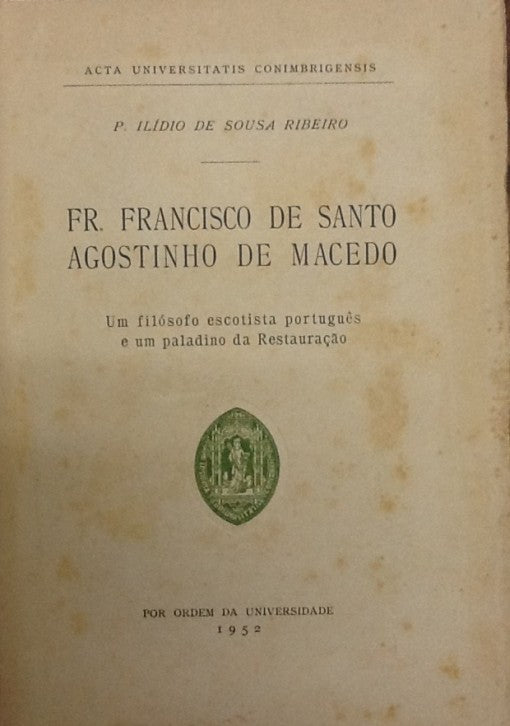 ACTA UNIVERSITATIS CONIMBRIGENSIS
P. ILÍDIO DE SOUSA RIBEIRO
FR. FRANCISCO DE SANTO
AGOSTINHO DE MACEDO
Um filósofo escotista português
e um paladino da Restauração
POR ORDEM DA UNIVERSIDADE
1952